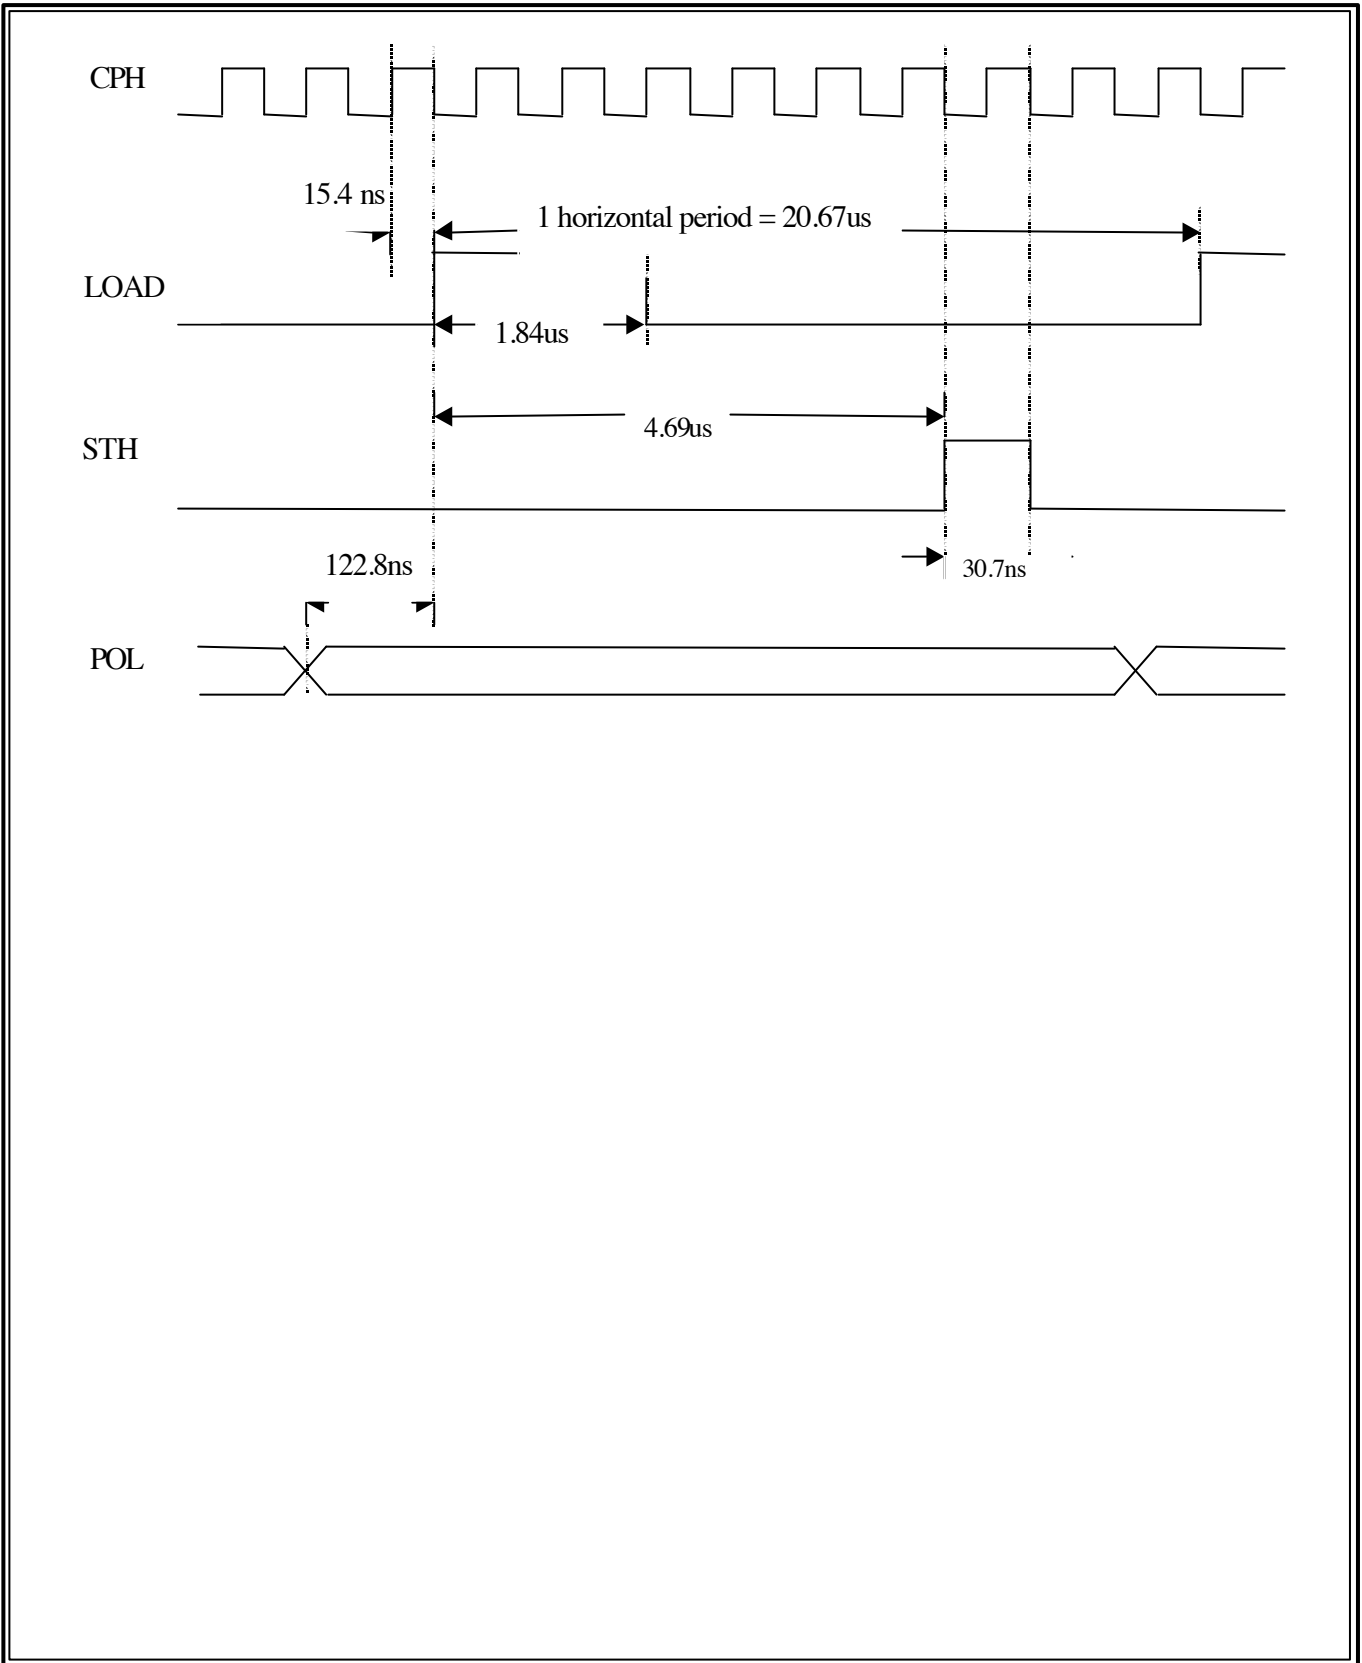 CPH
15.4 ns
1 horizontal period = 20.67us
LOAD
1.84us
4.69us
STH
122.8ns
30.7ns
POL